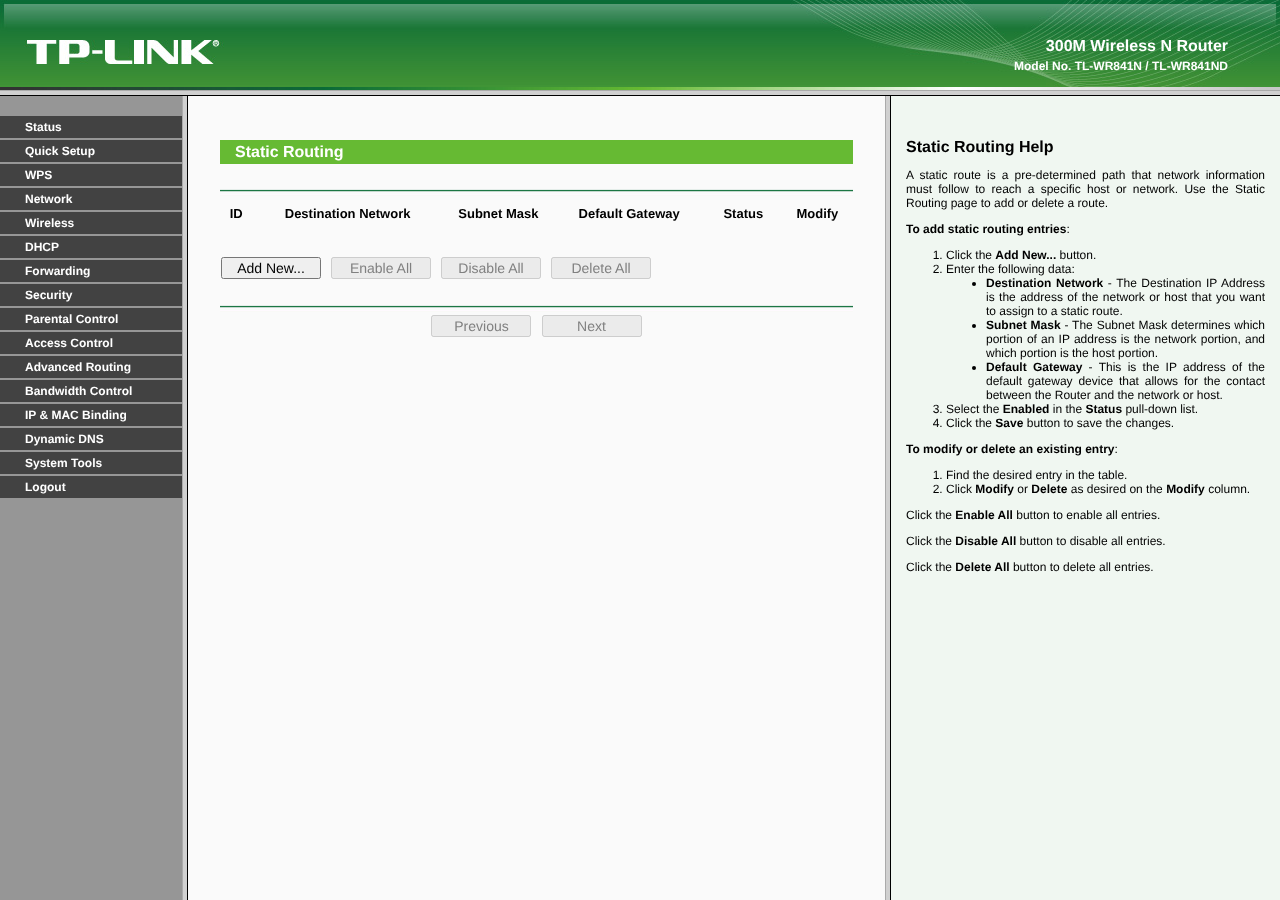 TP-LINK®
300M Wireless N Router
Model No. TL-WR841N / TL-WR841ND
Status
Quick Setup
WPS
Network
Wireless
DHCP
Forwarding
Security
Parental Control
Access Control
Advanced Routing
Bandwidth Control
IP & MAC Binding
Dynamic DNS
System Tools
Logout
Static Routing
ID Destination Network Subnet Mask Default Gateway Status Modify
Add New... Enable All Disable All Delete All
Previous Next
Static Routing Help
A static route is a pre-determined path that network information
must follow to reach a specific host or network. Use the Static
Routing page to add or delete a route.
To add static routing entries:
1. Click the Add New... button.
2. Enter the following data:
• Destination Network - The Destination IP Address
is the address of the network or host that you want
to assign to a static route.
• Subnet Mask - The Subnet Mask determines which
portion of an IP address is the network portion, and
which portion is the host portion.
• Default Gateway - This is the IP address of the
default gateway device that allows for the contact
between the Router and the network or host.
3. Select the Enabled in the Status pull-down list.
4. Click the Save button to save the changes.
To modify or delete an existing entry:
1. Find the desired entry in the table.
2. Click Modify or Delete as desired on the Modify column.
Click the Enable All button to enable all entries.
Click the Disable All button to disable all entries.
Click the Delete All button to delete all entries.